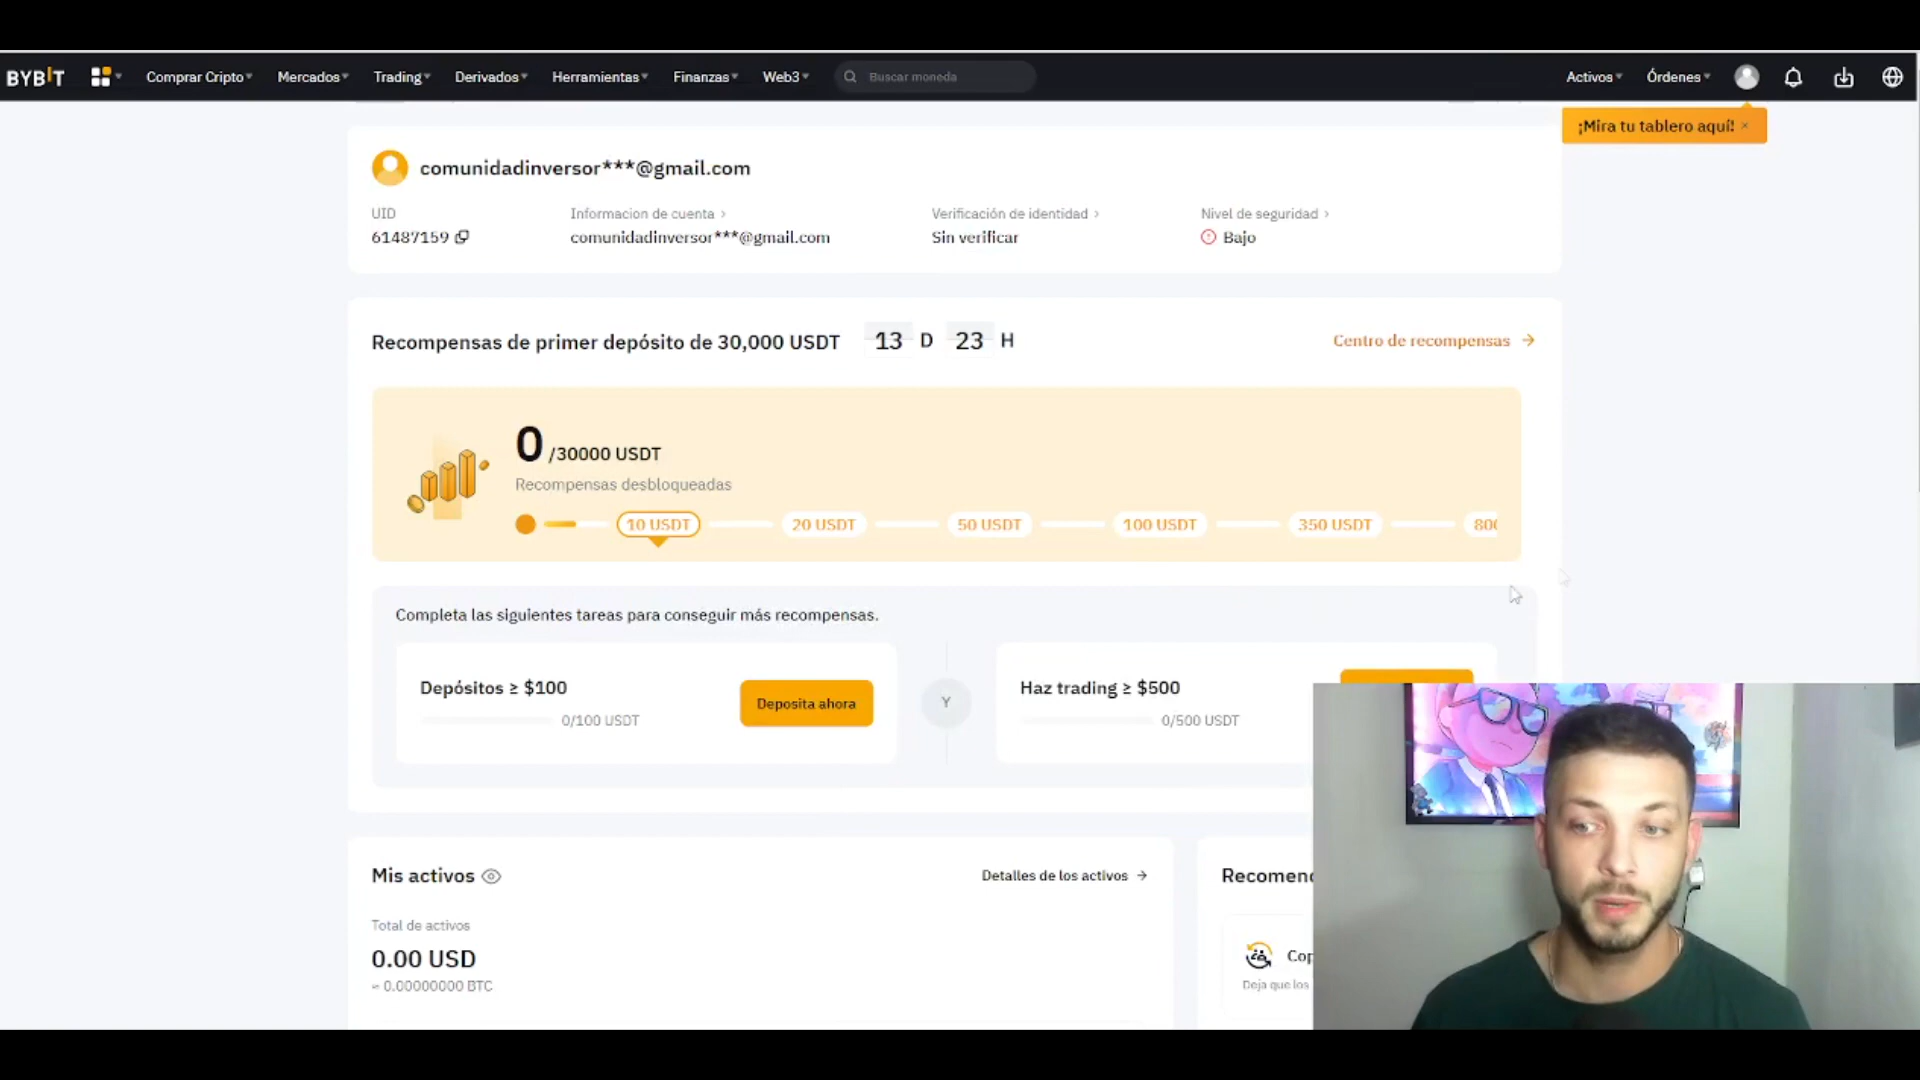 BYBIT
Comprar Cripto
Mercados
Trading
Derivados
Herramientas
Finanzas
Web3
Buscar moneda
Activos
Órdenes
¡Mira tu tablero aquí! ×
comunidadinversor***@gmail.com
UID
Informacion de cuenta >
Verificación de identidad >
Nivel de seguridad >
61487159
comunidadinversor***@gmail.com
Sin verificar
Bajo
Recompensas de primer depósito de 30,000 USDT
13 D 23 H
Centro de recompensas →
0 /30000 USDT
Recompensas desbloqueadas
10 USDT
20 USDT
50 USDT
100 USDT
350 USDT
Completa las siguientes tareas para conseguir más recompensas.
Depósitos ≥ $100
0/100 USDT
Deposita ahora
Y
Haz trading ≥ $500
0/500 USDT
Mis activos
Detalles de los activos →
Total de activos
0.00 USD
≈ 0.00000000 BTC
Recomen
Cop
Deja que los